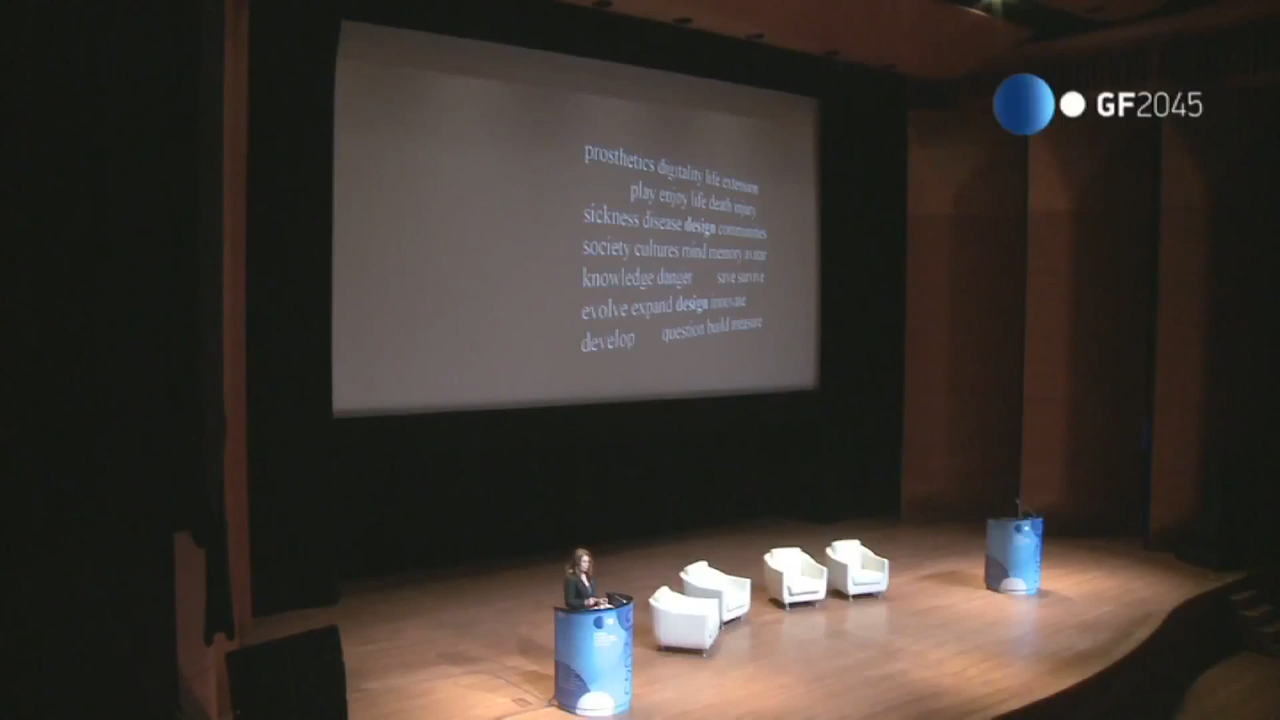 GF2045
prosthetics digitality life extension
play enjoy life death injury
sickness disease design communities
society cultures mind memory avatar
knowledge danger save survive
evolve expand design innovate
develop question build measure